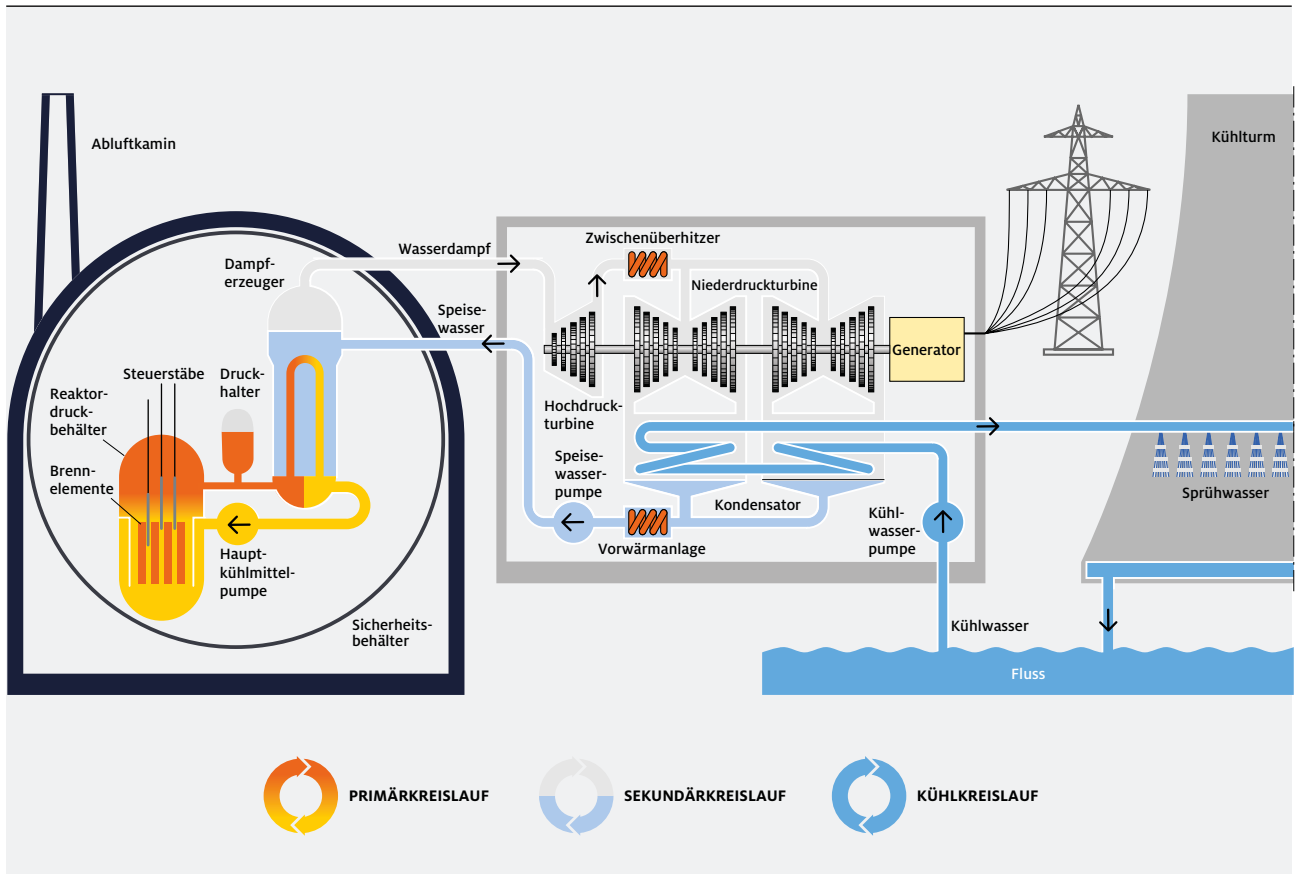 Abluftkamin
Kühlturm
Wasserdampf
Zwischenüberhitzer
Dampf-
erzeuger
Niederdruckturbine
Speise-
wasser
Generator
Steuerstäbe
Druck-
halter
Reaktor-
druck-
behälter
Hochdruck-
turbine
Brenn-
elemente
Speise-
wasser-
pumpe
Sprühwasser
Kondensator
Kühl-
wasser-
pumpe
Vorwärmanlage
Haupt-
kühlmittel-
pumpe
Sicherheits-
behälter
Kühlwasser
Fluss
PRIMÄRKREISLAUF
SEKUNDÄRKREISLAUF
KÜHLKREISLAUF